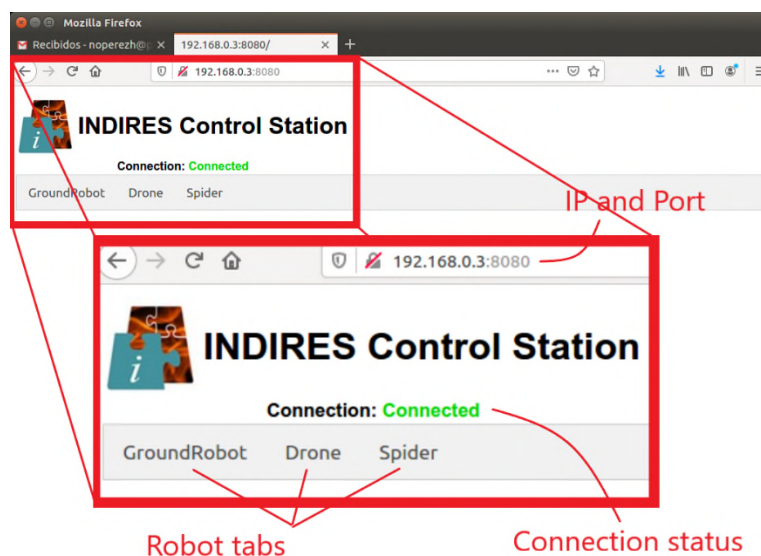 Mozilla Firefox
Recibidos - noperezh@
192.168.0.3:8080/
192.168.0.3:8080
i
INDIRES Control Station
Connection: Connected
GroundRobot Drone Spider
IP and Port
192.168.0.3:8080
i
INDIRES Control Station
Connection: Connected
GroundRobot Drone Spider
Robot tabs
Connection status